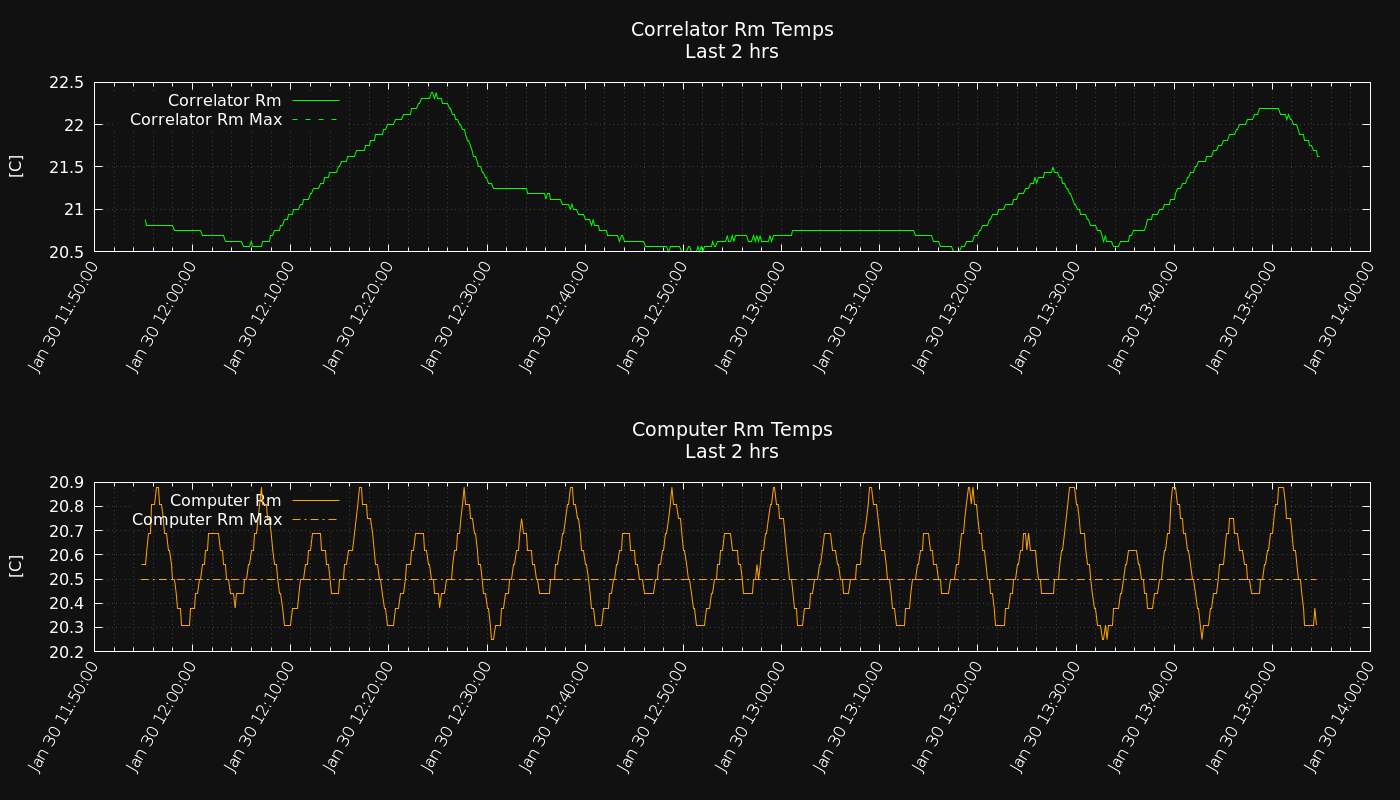 Correlator Rm Temps
Last 2 hrs
22.5
22
21.5
21
20.5
[C]
Correlator Rm
Correlator Rm Max
Jan 30 11:50:00
Jan 30 12:00:00
Jan 30 12:10:00
Jan 30 12:20:00
Jan 30 12:30:00
Jan 30 12:40:00
Jan 30 12:50:00
Jan 30 13:00:00
Jan 30 13:10:00
Jan 30 13:20:00
Jan 30 13:30:00
Jan 30 13:40:00
Jan 30 13:50:00
Jan 30 14:00:00
Computer Rm Temps
Last 2 hrs
20.9
20.8
20.7
20.6
20.5
20.4
20.3
20.2
[C]
Computer Rm
Computer Rm Max
Jan 30 11:50:00
Jan 30 12:00:00
Jan 30 12:10:00
Jan 30 12:20:00
Jan 30 12:30:00
Jan 30 12:40:00
Jan 30 12:50:00
Jan 30 13:00:00
Jan 30 13:10:00
Jan 30 13:20:00
Jan 30 13:30:00
Jan 30 13:40:00
Jan 30 13:50:00
Jan 30 14:00:00